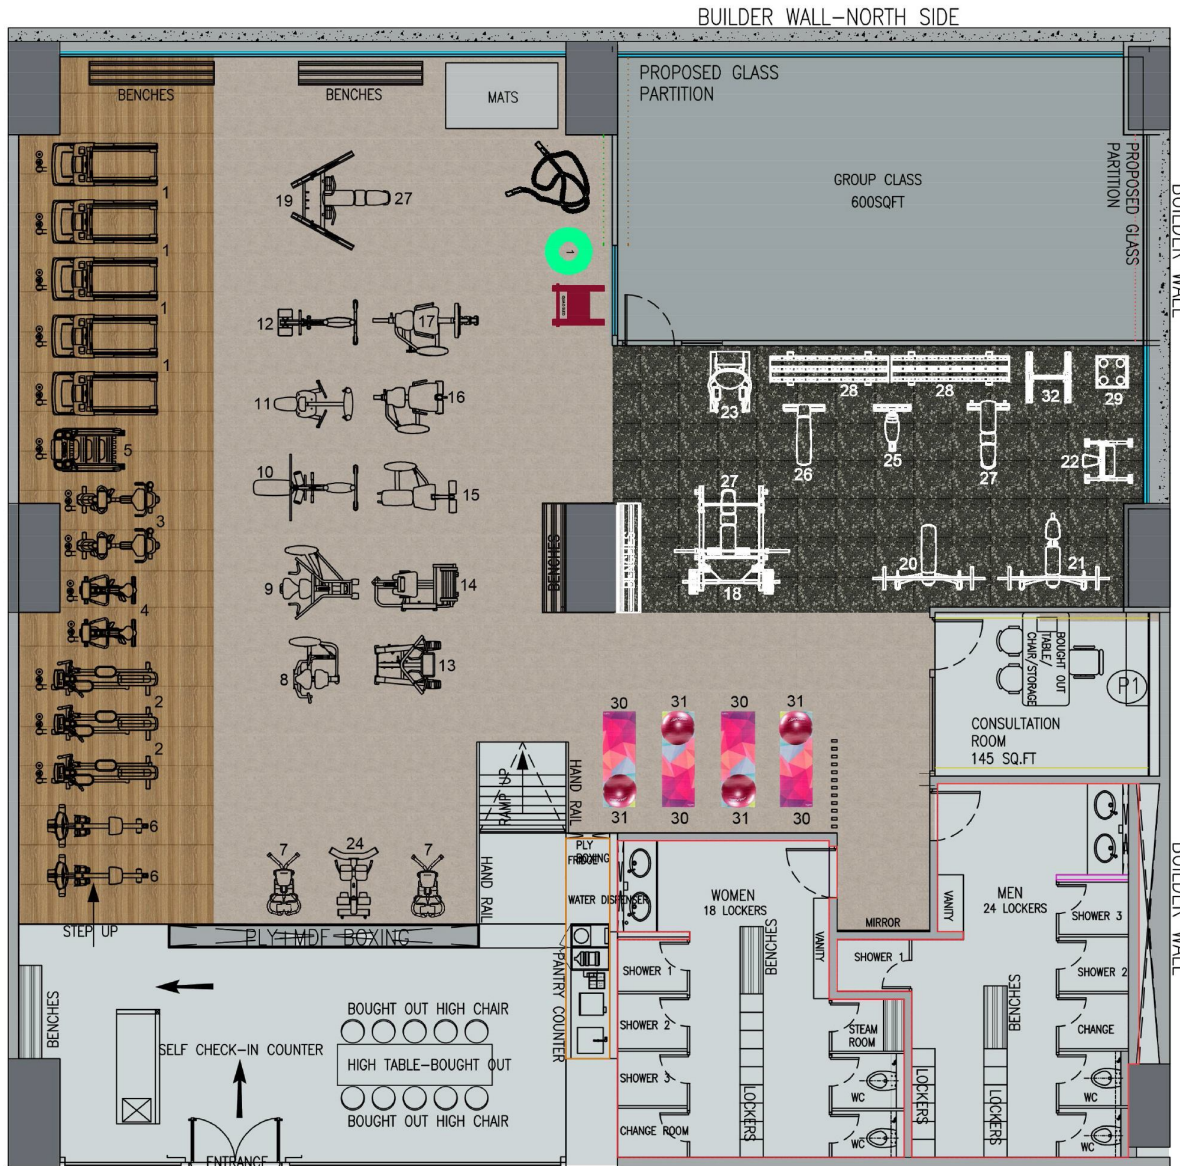 BUILDER WALL-NORTH SIDE
BENCHES
BENCHES
MATS
PROPOSED GLASS
PARTITION
PROPOSED GLASS
PARTITION
BUILDER WALL
GROUP CLASS
600SQFT
1
1
1
1
5
3
4
2
2
6
6
19
27
1
12
17
11
16
10
15
9
14
8
13
7
24
7
23
28
28
32
29
26
25
27
22
27
18
20
21
BENCHES
BENCHES
BOUGHT OUT
TABLE/
CHAIR/STORAGE
P1
CONSULTATION
ROOM
145 SQ.FT
30
31
30
31
31
30
31
30
RAMP UP
HAND RAIL
HAND RAIL
STEP UP
PLY+MDF BOXING
PLY
BOXING
FRIDGE
WATER DISPENSER
PANTRY COUNTER
WOMEN
18 LOCKERS
BENCHES
VANITY
MIRROR
VANITY
MEN
24 LOCKERS
BUILDER WALL
SHOWER 1
SHOWER 2
SHOWER 3
CHANGE ROOM
LOCKERS
SHOWER 1
STEAM
ROOM
WC
WC
LOCKERS
BENCHES
LOCKERS
SHOWER 3
SHOWER 2
CHANGE
WC
WC
BENCHES
SELF CHECK-IN COUNTER
BOUGHT OUT HIGH CHAIR
HIGH TABLE-BOUGHT OUT
BOUGHT OUT HIGH CHAIR
ENTRANCE